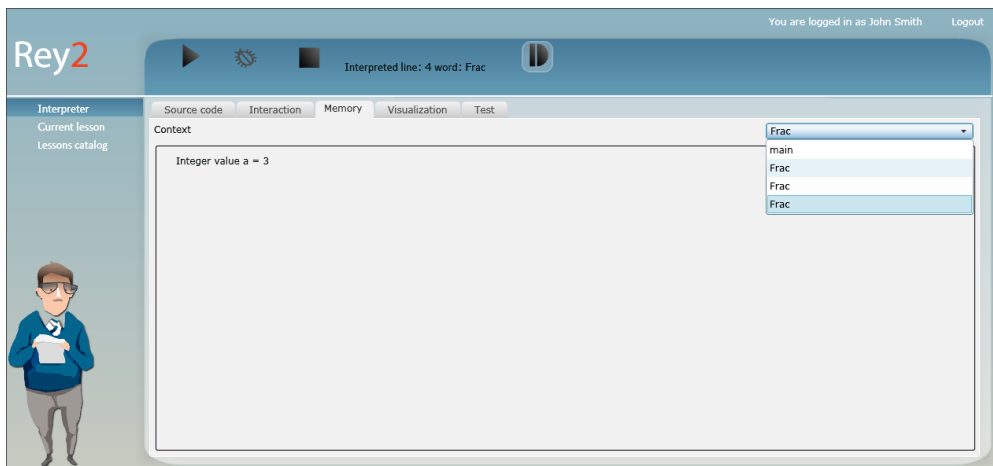 You are logged in as John Smith Logout
Rey2
Interpreted line: 4 word: Frac
Interpreter
Current lesson
Lessons catalog
Source code Interaction Memory Visualization Test
Context
Frac
main
Frac
Frac
Frac
Integer value a = 3